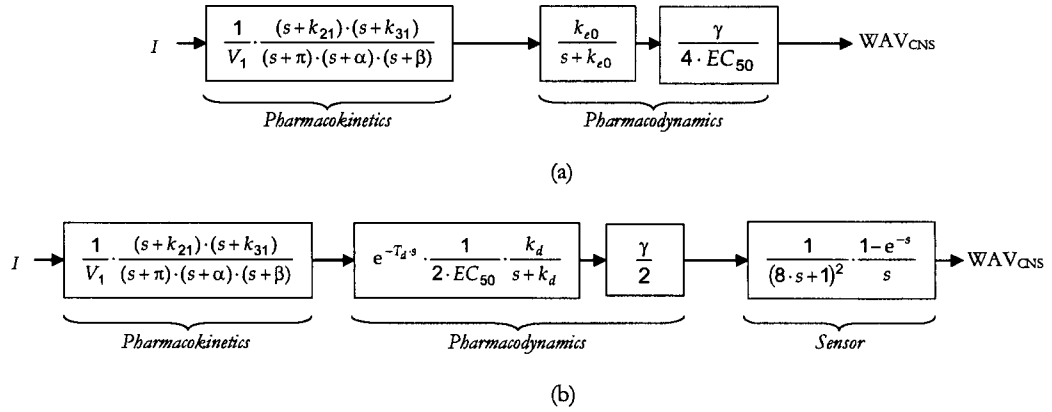 I → 1/V₁ · (s+k₂₁)·(s+k₃₁)/(s+π)·(s+α)·(s+β) → k_e0/s+k_e0 → γ/4·EC₅₀ → WAV_CNS
Pharmacokinetics Pharmacodynamics
(a)
I → 1/V₁ · (s+k₂₁)·(s+k₃₁)/(s+π)·(s+α)·(s+β) → e^−T_d·s · 1/2·EC₅₀ · k_d/s+k_d → γ/2 → 1/(8·s+1)² · 1−e^−s/s → WAV_CNS
Pharmacokinetics Pharmacodynamics Sensor
(b)